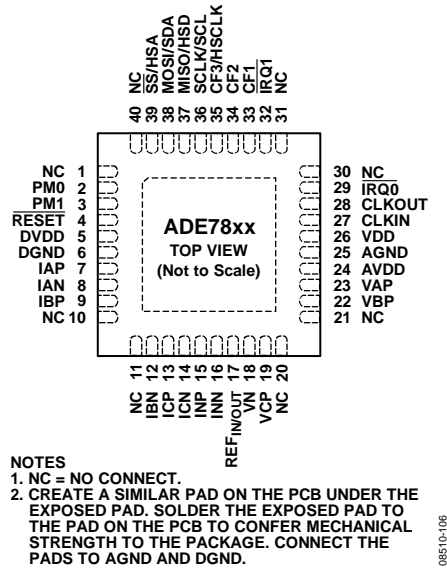 40 NC
39 SS/HSA
38 MOSI/SDA
37 MISO/HSD
36 SCLK/SCL
35 CF3/HSCLK
34 CF2
33 CF1
32 IRQ1
31 NC
NC 1
PM0 2
PM1 3
RESET 4
DVDD 5
DGND 6
IAP 7
IAN 8
IBP 9
NC 10
ADE78xx
TOP VIEW
(Not to Scale)
30 NC
29 IRQ0
28 CLKOUT
27 CLKIN
26 VDD
25 AGND
24 AVDD
23 VAP
22 VBP
21 NC
NC 11
IBN 12
ICP 13
ICN 14
INP 15
INN 16
REFIN/OUT 17
VN 18
VCP 19
NC 20
NOTES
1. NC = NO CONNECT.
2. CREATE A SIMILAR PAD ON THE PCB UNDER THE
EXPOSED PAD. SOLDER THE EXPOSED PAD TO
THE PAD ON THE PCB TO CONFER MECHANICAL
STRENGTH TO THE PACKAGE. CONNECT THE
PADS TO AGND AND DGND.
08510-106